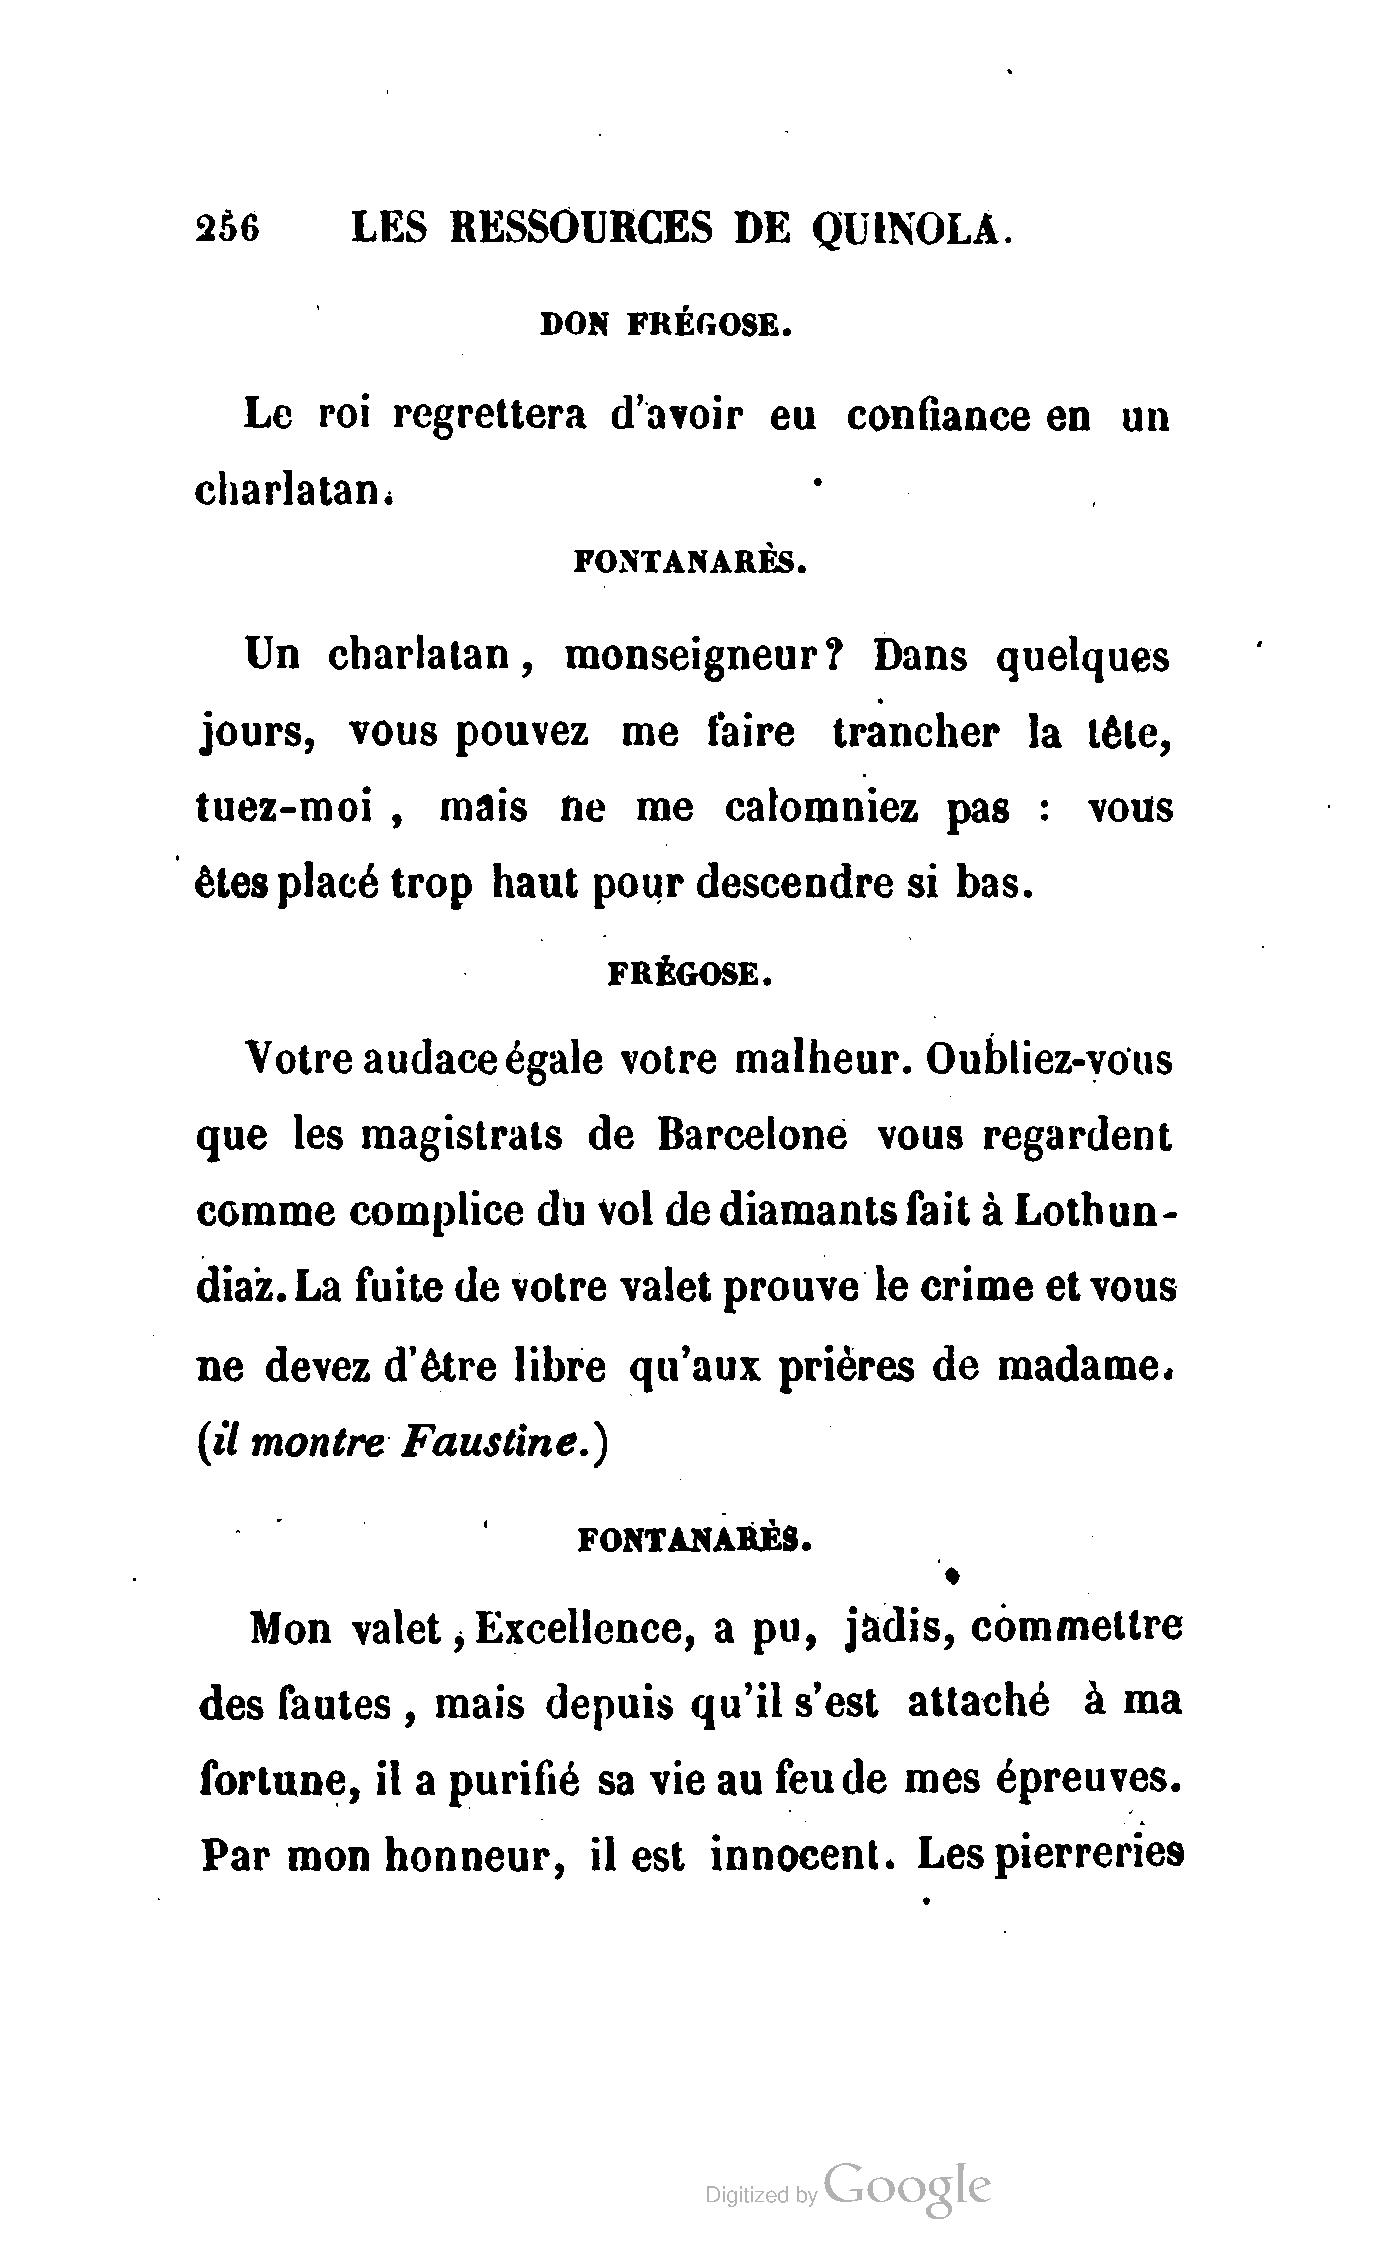 256 LES RESSOURCES DE QUINOLA.
DON FRÉGOSE.
Le roi regrettera d'avoir eu confiance en un
charlatan.
FONTANARÈS.
Un charlatan, monseigneur? Dans quelques
jours, vous pouvez me faire trancher la tête,
tuez-moi, mais ne me calomniez pas : vous
êtes placé trop haut pour descendre si bas.
FRÉGOSE.
Votre audace égale votre malheur. Oubliez-vous
que les magistrats de Barcelone vous regardent
comme complice du vol de diamants fait à Lothun-
diaz. La fuite de votre valet prouve le crime et vous
ne devez d'être libre qu'aux prières de madame.
(il montre Faustine.)
FONTANARÈS.
Mon valet, Excellence, a pu, jadis, commettre
des fautes, mais depuis qu'il s'est attaché à ma
fortune, il a purifié sa vie au feu de mes épreuves.
Par mon honneur, il est innocent. Les pierreries
Digitized by Google